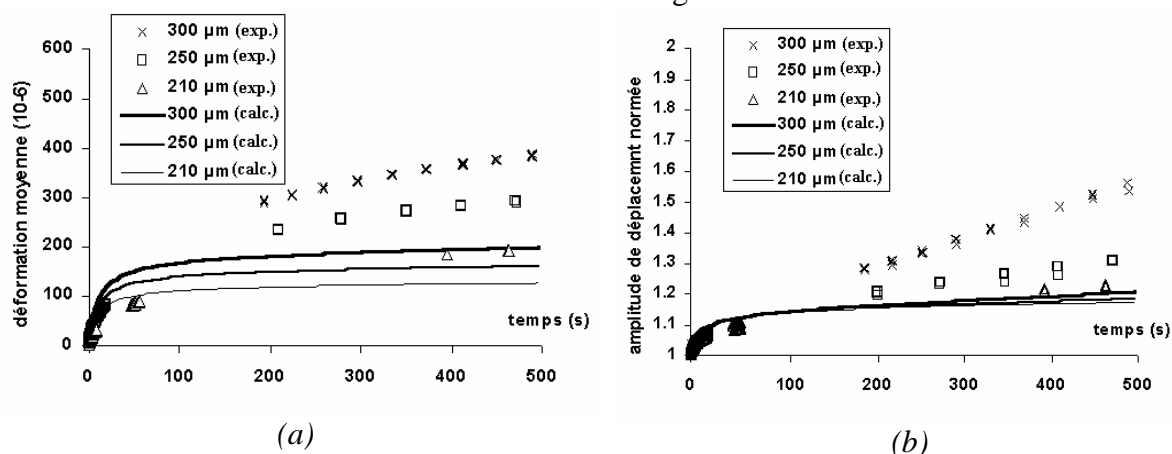 300 µm (exp.)
250 µm (exp.)
210 µm (exp.)
300 µm (calc.)
250 µm (calc.)
210 µm (calc.)
déformation moyenne (10-6)
600
500
400
300
200
100
0
0
100
200
300
400
500
temps (s)
(a)
300 µm (exp.)
250 µm (exp.)
210 µm (exp.)
300 µm (calc.)
250 µm (calc.)
210 µm (calc.)
amplitude de déplacemnt normée
2
1.9
1.8
1.7
1.6
1.5
1.4
1.3
1.2
1.1
1
0
100
200
300
400
500
temps (s)
(b)